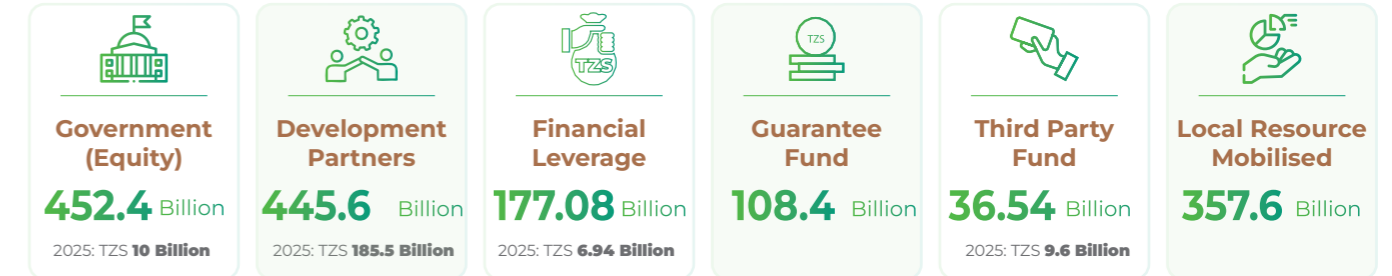 Government
(Equity)
452.4 Billion
2025: TZS 10 Billion
Development
Partners
445.6 Billion
2025: TZS 185.5 Billion
TZS
Financial
Leverage
177.08 Billion
2025: TZS 6.94 Billion
TZS
Guarantee
Fund
108.4 Billion
Third Party
Fund
36.54 Billion
2025: TZS 9.6 Billion
Local Resource
Mobilised
357.6 Billion